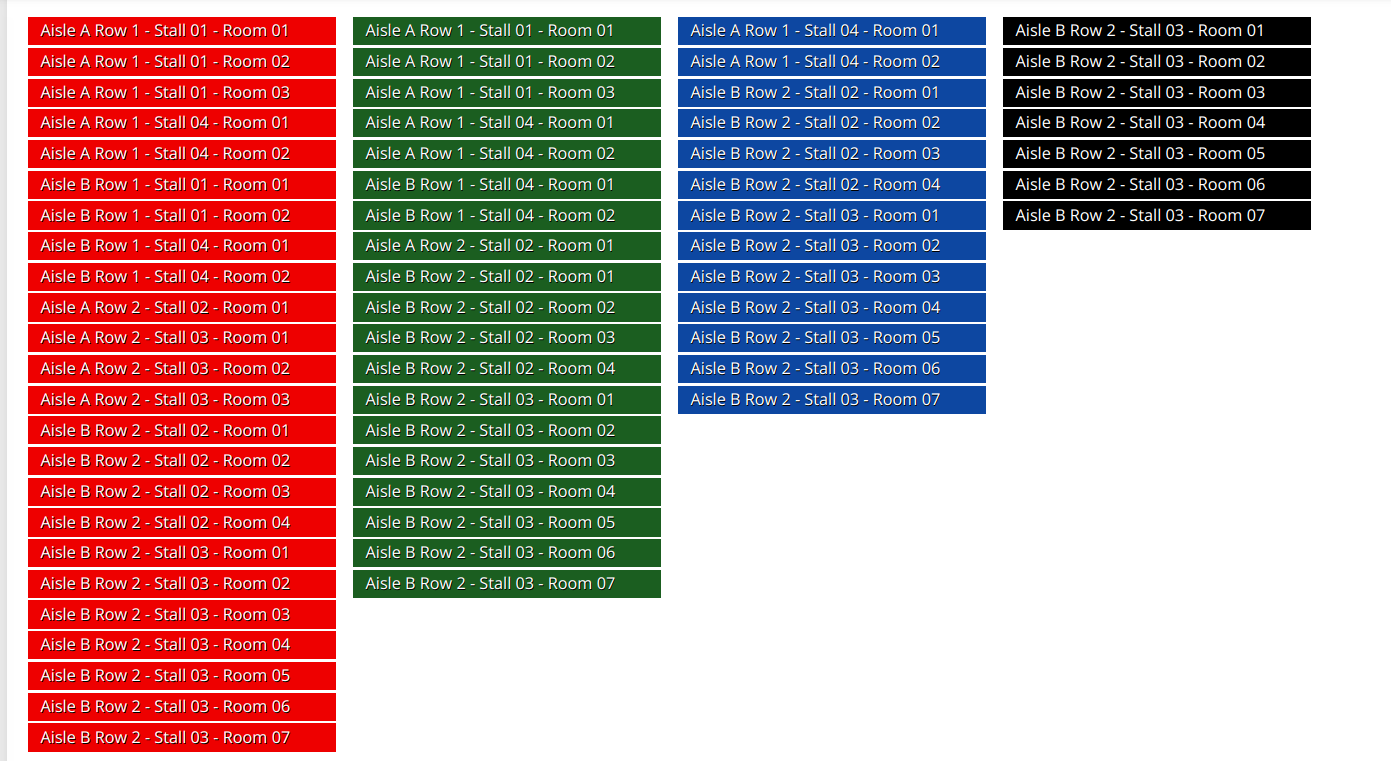 Aisle A Row 1 - Stall 01 - Room 01
Aisle A Row 1 - Stall 01 - Room 02
Aisle A Row 1 - Stall 01 - Room 03
Aisle A Row 1 - Stall 04 - Room 01
Aisle A Row 1 - Stall 04 - Room 02
Aisle B Row 1 - Stall 01 - Room 01
Aisle B Row 1 - Stall 01 - Room 02
Aisle B Row 1 - Stall 04 - Room 01
Aisle B Row 1 - Stall 04 - Room 02
Aisle A Row 2 - Stall 02 - Room 01
Aisle A Row 2 - Stall 03 - Room 01
Aisle A Row 2 - Stall 03 - Room 02
Aisle A Row 2 - Stall 03 - Room 03
Aisle B Row 2 - Stall 02 - Room 01
Aisle B Row 2 - Stall 02 - Room 02
Aisle B Row 2 - Stall 02 - Room 03
Aisle B Row 2 - Stall 02 - Room 04
Aisle B Row 2 - Stall 03 - Room 01
Aisle B Row 2 - Stall 03 - Room 02
Aisle B Row 2 - Stall 03 - Room 03
Aisle B Row 2 - Stall 03 - Room 04
Aisle B Row 2 - Stall 03 - Room 05
Aisle B Row 2 - Stall 03 - Room 06
Aisle B Row 2 - Stall 03 - Room 07
Aisle A Row 1 - Stall 01 - Room 01
Aisle A Row 1 - Stall 01 - Room 02
Aisle A Row 1 - Stall 01 - Room 03
Aisle A Row 1 - Stall 04 - Room 01
Aisle A Row 1 - Stall 04 - Room 02
Aisle B Row 1 - Stall 04 - Room 01
Aisle B Row 1 - Stall 04 - Room 02
Aisle A Row 2 - Stall 02 - Room 01
Aisle B Row 2 - Stall 02 - Room 01
Aisle B Row 2 - Stall 02 - Room 02
Aisle B Row 2 - Stall 02 - Room 03
Aisle B Row 2 - Stall 02 - Room 04
Aisle B Row 2 - Stall 03 - Room 01
Aisle B Row 2 - Stall 03 - Room 02
Aisle B Row 2 - Stall 03 - Room 03
Aisle B Row 2 - Stall 03 - Room 04
Aisle B Row 2 - Stall 03 - Room 05
Aisle B Row 2 - Stall 03 - Room 06
Aisle B Row 2 - Stall 03 - Room 07
Aisle A Row 1 - Stall 04 - Room 01
Aisle A Row 1 - Stall 04 - Room 02
Aisle B Row 2 - Stall 02 - Room 01
Aisle B Row 2 - Stall 02 - Room 02
Aisle B Row 2 - Stall 02 - Room 03
Aisle B Row 2 - Stall 02 - Room 04
Aisle B Row 2 - Stall 03 - Room 01
Aisle B Row 2 - Stall 03 - Room 02
Aisle B Row 2 - Stall 03 - Room 03
Aisle B Row 2 - Stall 03 - Room 04
Aisle B Row 2 - Stall 03 - Room 05
Aisle B Row 2 - Stall 03 - Room 06
Aisle B Row 2 - Stall 03 - Room 07
Aisle B Row 2 - Stall 03 - Room 01
Aisle B Row 2 - Stall 03 - Room 02
Aisle B Row 2 - Stall 03 - Room 03
Aisle B Row 2 - Stall 03 - Room 04
Aisle B Row 2 - Stall 03 - Room 05
Aisle B Row 2 - Stall 03 - Room 06
Aisle B Row 2 - Stall 03 - Room 07